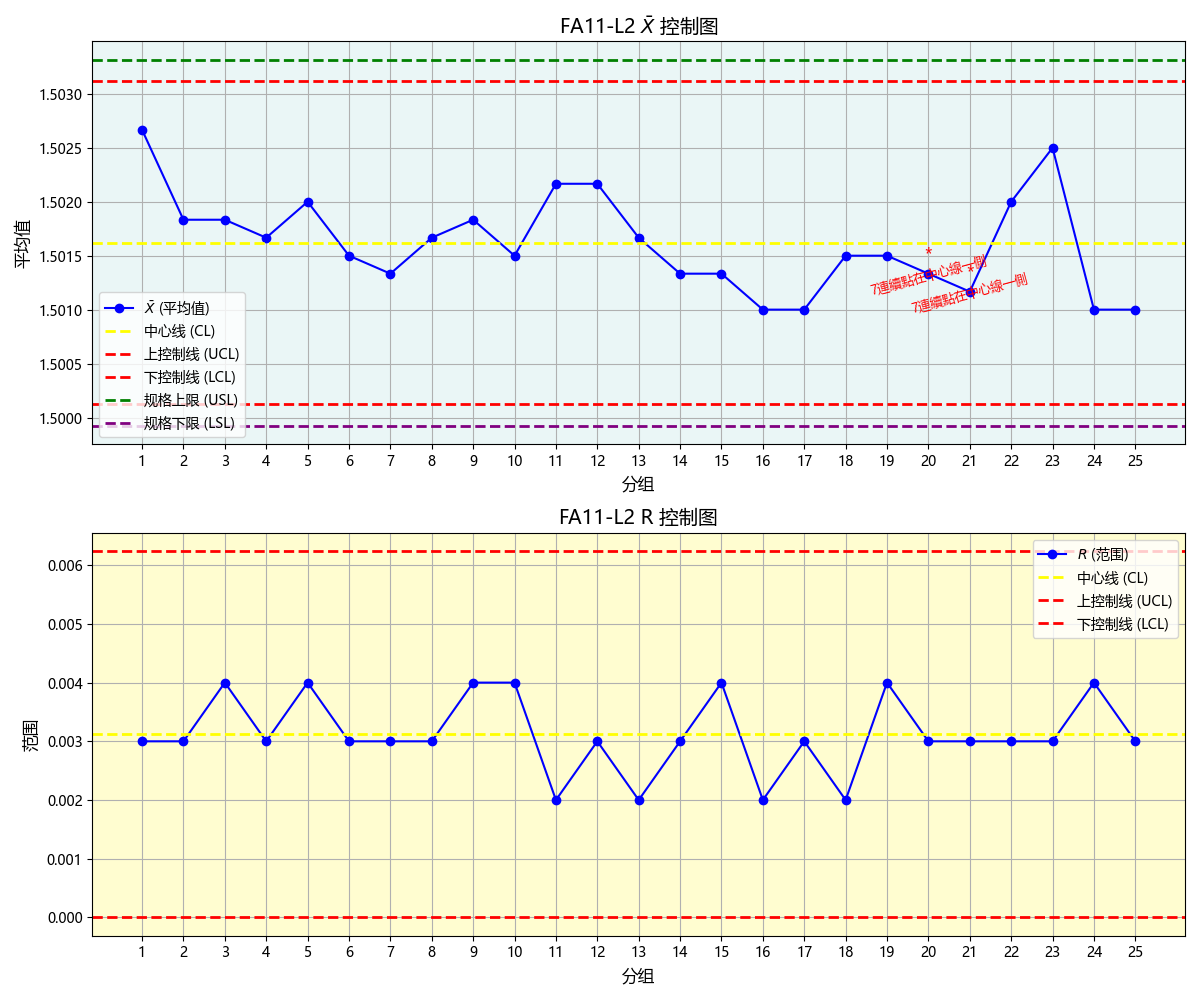 FA11-L2 X̄ 控制图
平均值
1.5030
1.5025
1.5020
1.5015
1.5010
1.5005
1.5000
*
7連續點在中心線一側
*
7連續點在中心線一側
X̄ (平均值)
中心线 (CL)
上控制线 (UCL)
下控制线 (LCL)
规格上限 (USL)
规格下限 (LSL)
1 2 3 4 5 6 7 8 9 10 11 12 13 14 15 16 17 18 19 20 21 22 23 24 25
分组
FA11-L2 R 控制图
范围
0.006
0.005
0.004
0.003
0.002
0.001
0.000
R (范围)
中心线 (CL)
上控制线 (UCL)
下控制线 (LCL)
1 2 3 4 5 6 7 8 9 10 11 12 13 14 15 16 17 18 19 20 21 22 23 24 25
分组